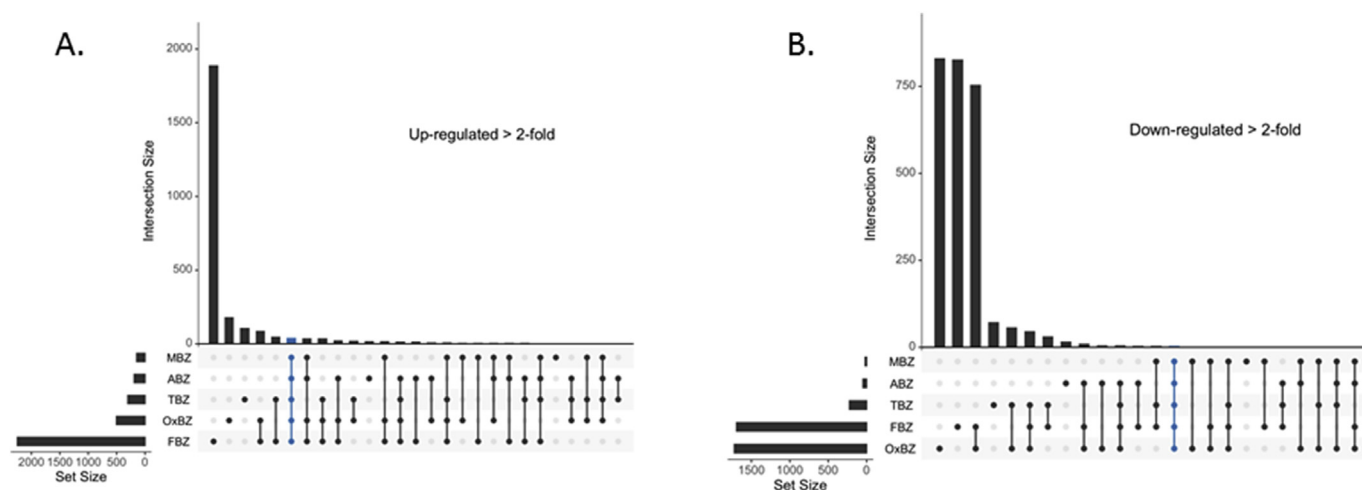 A.
2000
1500
1000
500
0
Intersection Size
Up-regulated > 2-fold
MBZ
ABZ
TBZ
OxBZ
FBZ
2000 1500 1000 500 0
Set Size
B.
750
500
250
0
Intersection Size
Down-regulated > 2-fold
MBZ
ABZ
TBZ
FBZ
OxBZ
1500 1000 500 0
Set Size